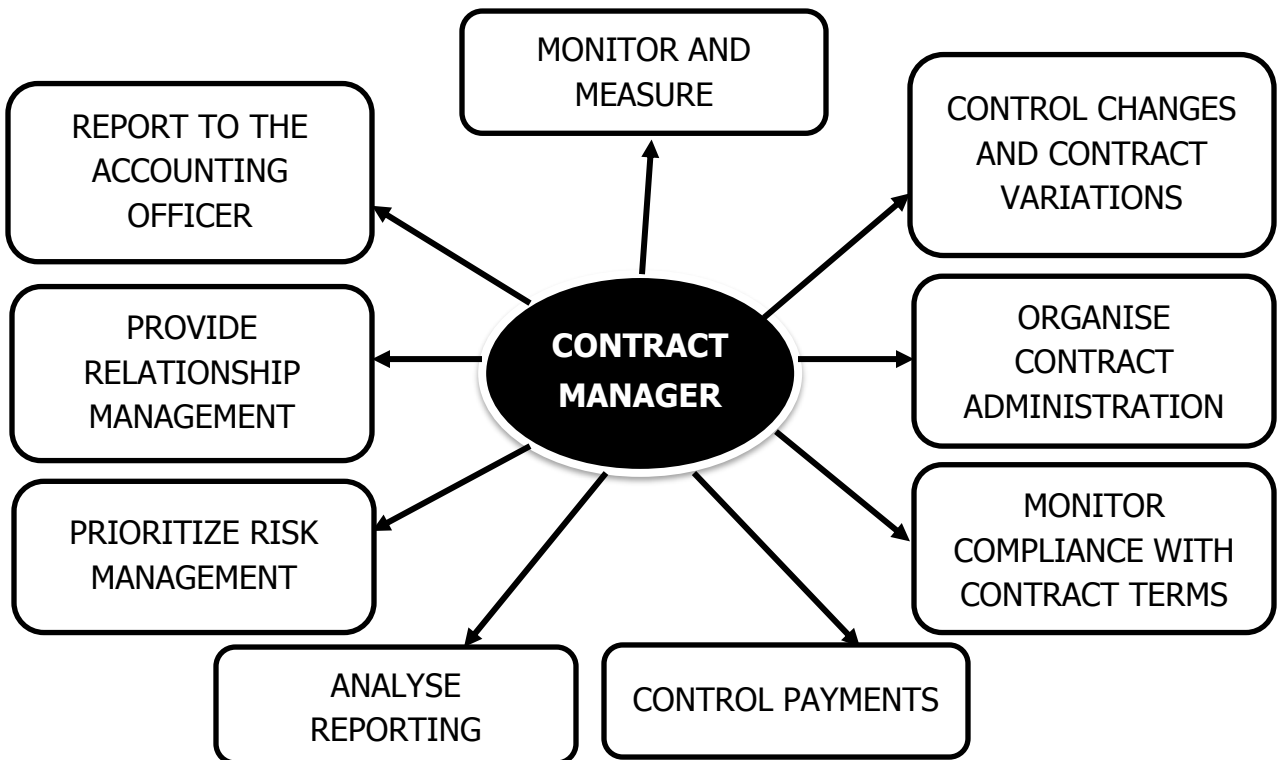 MONITOR AND
MEASURE
CONTROL CHANGES
AND CONTRACT
VARIATIONS
REPORT TO THE
ACCOUNTING
OFFICER
ORGANISE
CONTRACT
ADMINISTRATION
PROVIDE
RELATIONSHIP
MANAGEMENT
CONTRACT
MANAGER
MONITOR
COMPLIANCE WITH
CONTRACT TERMS
PRIORITIZE RISK
MANAGEMENT
ANALYSE
REPORTING
CONTROL PAYMENTS